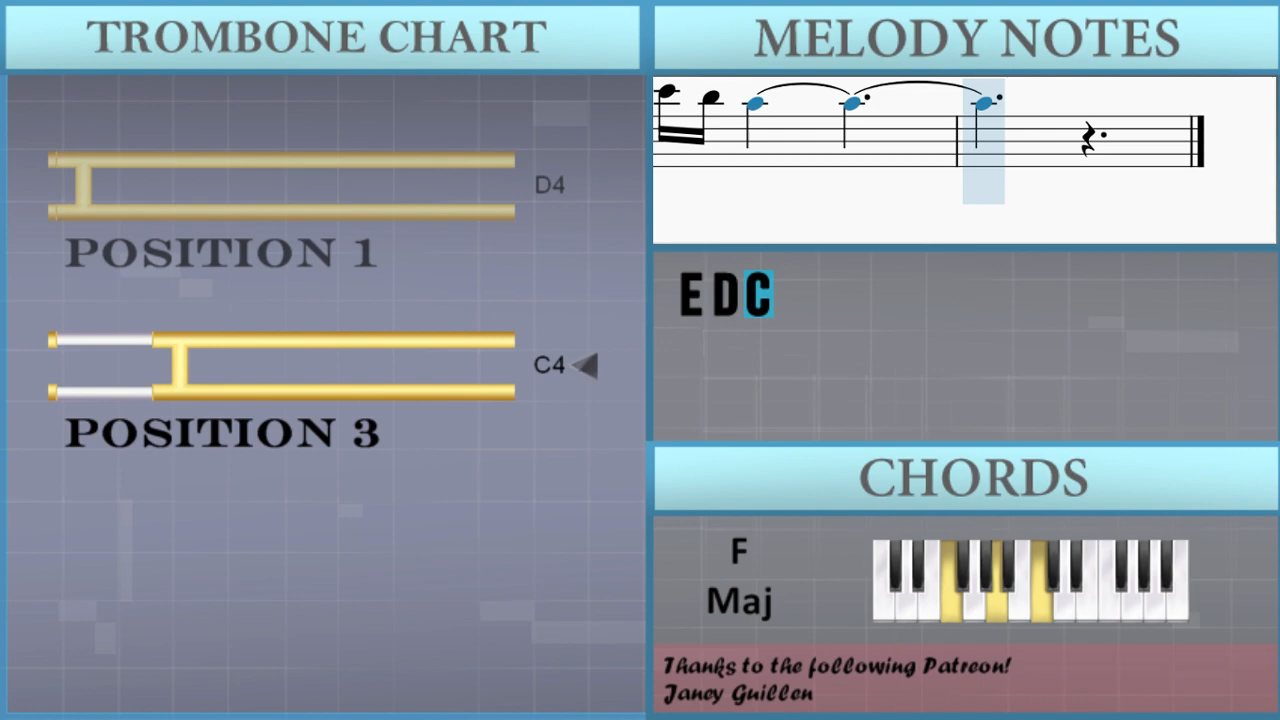 TROMBONE CHART
D4
POSITION 1
C4
POSITION 3
MELODY NOTES
E D C
CHORDS
F
Maj
Thanks to the following Patreon!
Janey Guillen